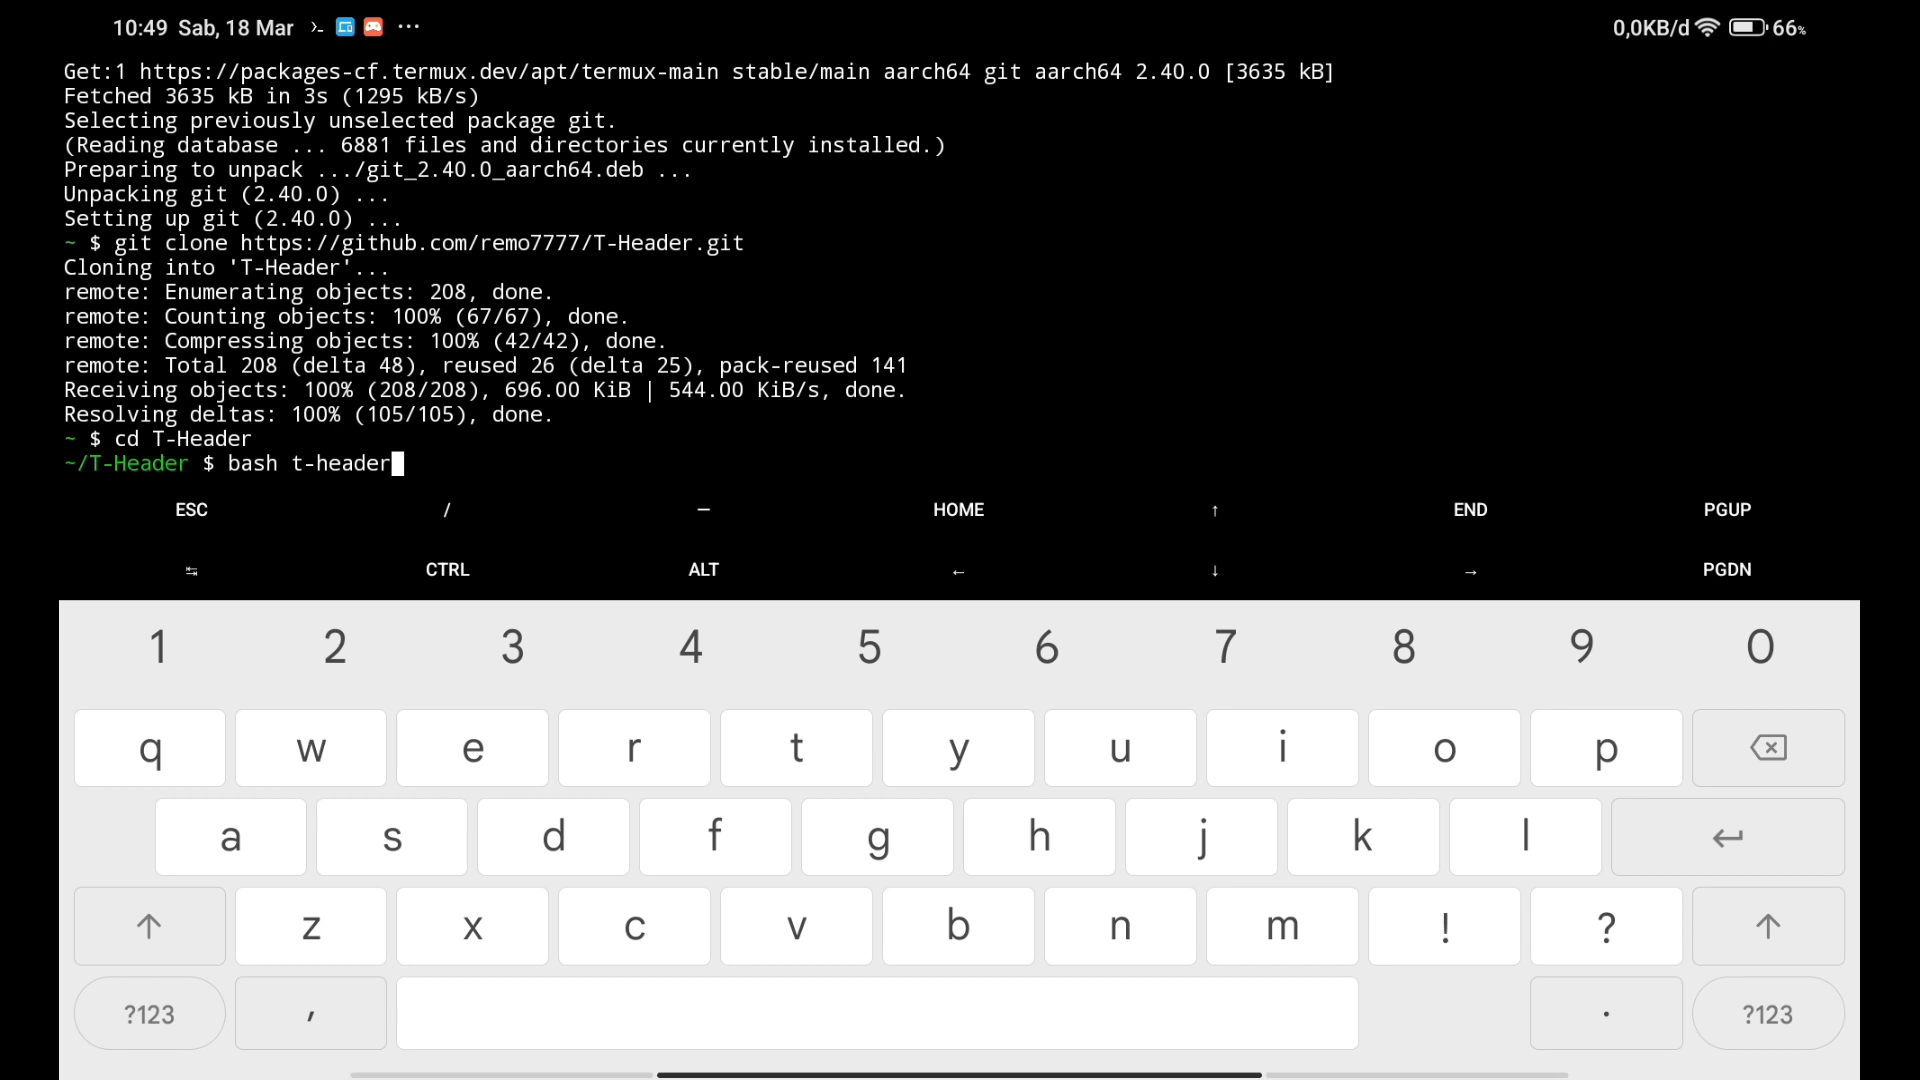 10:49 Sab, 18 Mar ... 0,0KB/d 66%
Get:1 https://packages-cf.termux.dev/apt/termux-main stable/main aarch64 git aarch64 2.40.0 [3635 kB]
Fetched 3635 kB in 3s (1295 kB/s)
Selecting previously unselected package git.
(Reading database ... 6881 files and directories currently installed.)
Preparing to unpack .../git_2.40.0_aarch64.deb ...
Unpacking git (2.40.0) ...
Setting up git (2.40.0) ...
~ $ git clone https://github.com/remo7777/T-Header.git
Cloning into 'T-Header'...
remote: Enumerating objects: 208, done.
remote: Counting objects: 100% (67/67), done.
remote: Compressing objects: 100% (42/42), done.
remote: Total 208 (delta 48), reused 26 (delta 25), pack-reused 141
Receiving objects: 100% (208/208), 696.00 KiB | 544.00 KiB/s, done.
Resolving deltas: 100% (105/105), done.
~ $ cd T-Header
~/T-Header $ bash t-header
ESC / — HOME ↑ END PGUP
↹ CTRL ALT ← ↓ → PGDN
1 2 3 4 5 6 7 8 9 0
q w e r t y u i o p
a s d f g h j k l
z x c v b n m ! ?
?123 , . ?123